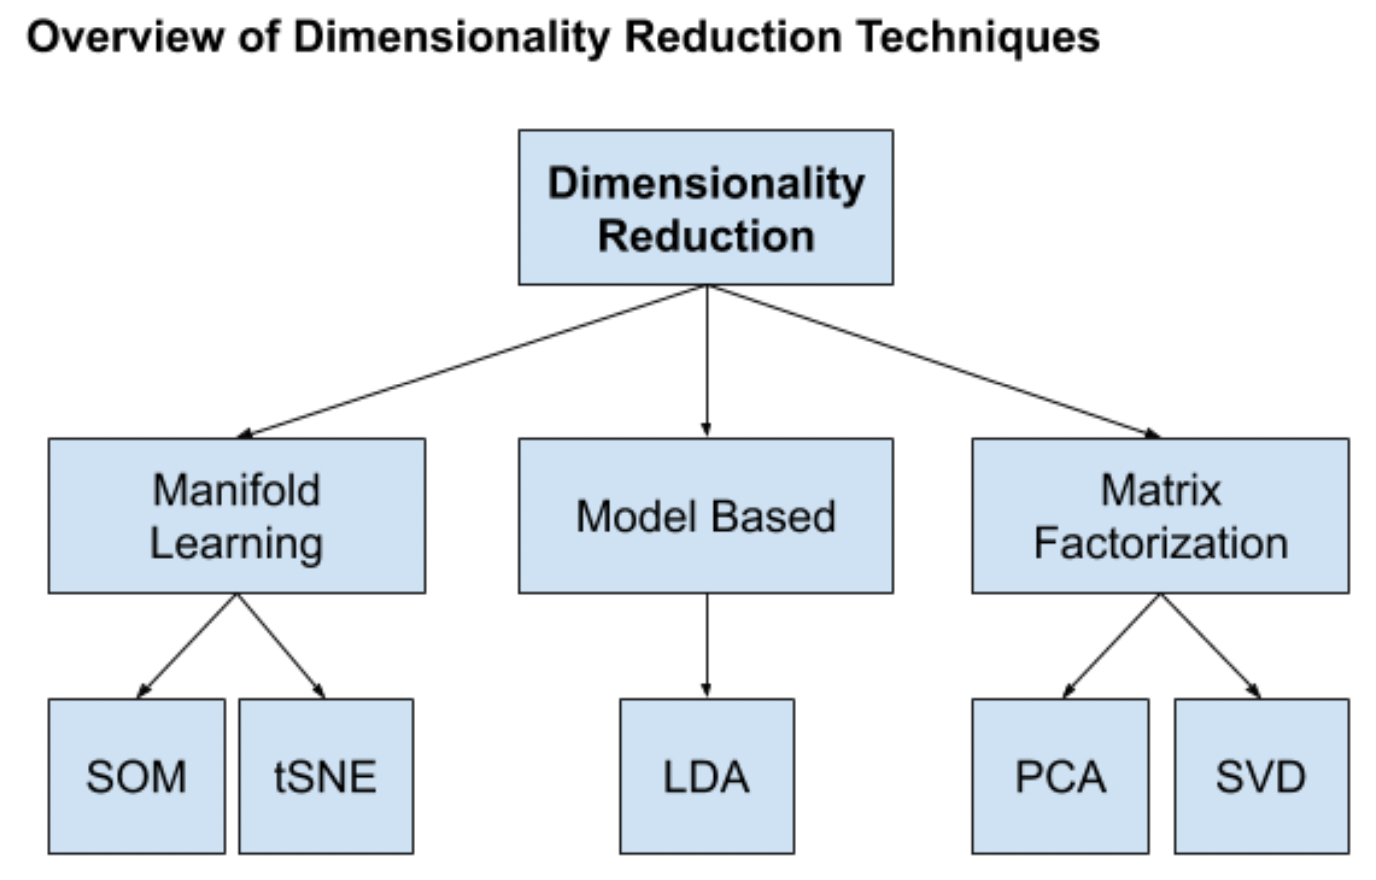 Overview of Dimensionality Reduction Techniques
Dimensionality
Reduction
Manifold
Learning
Model Based
Matrix
Factorization
SOM
tSNE
LDA
PCA
SVD